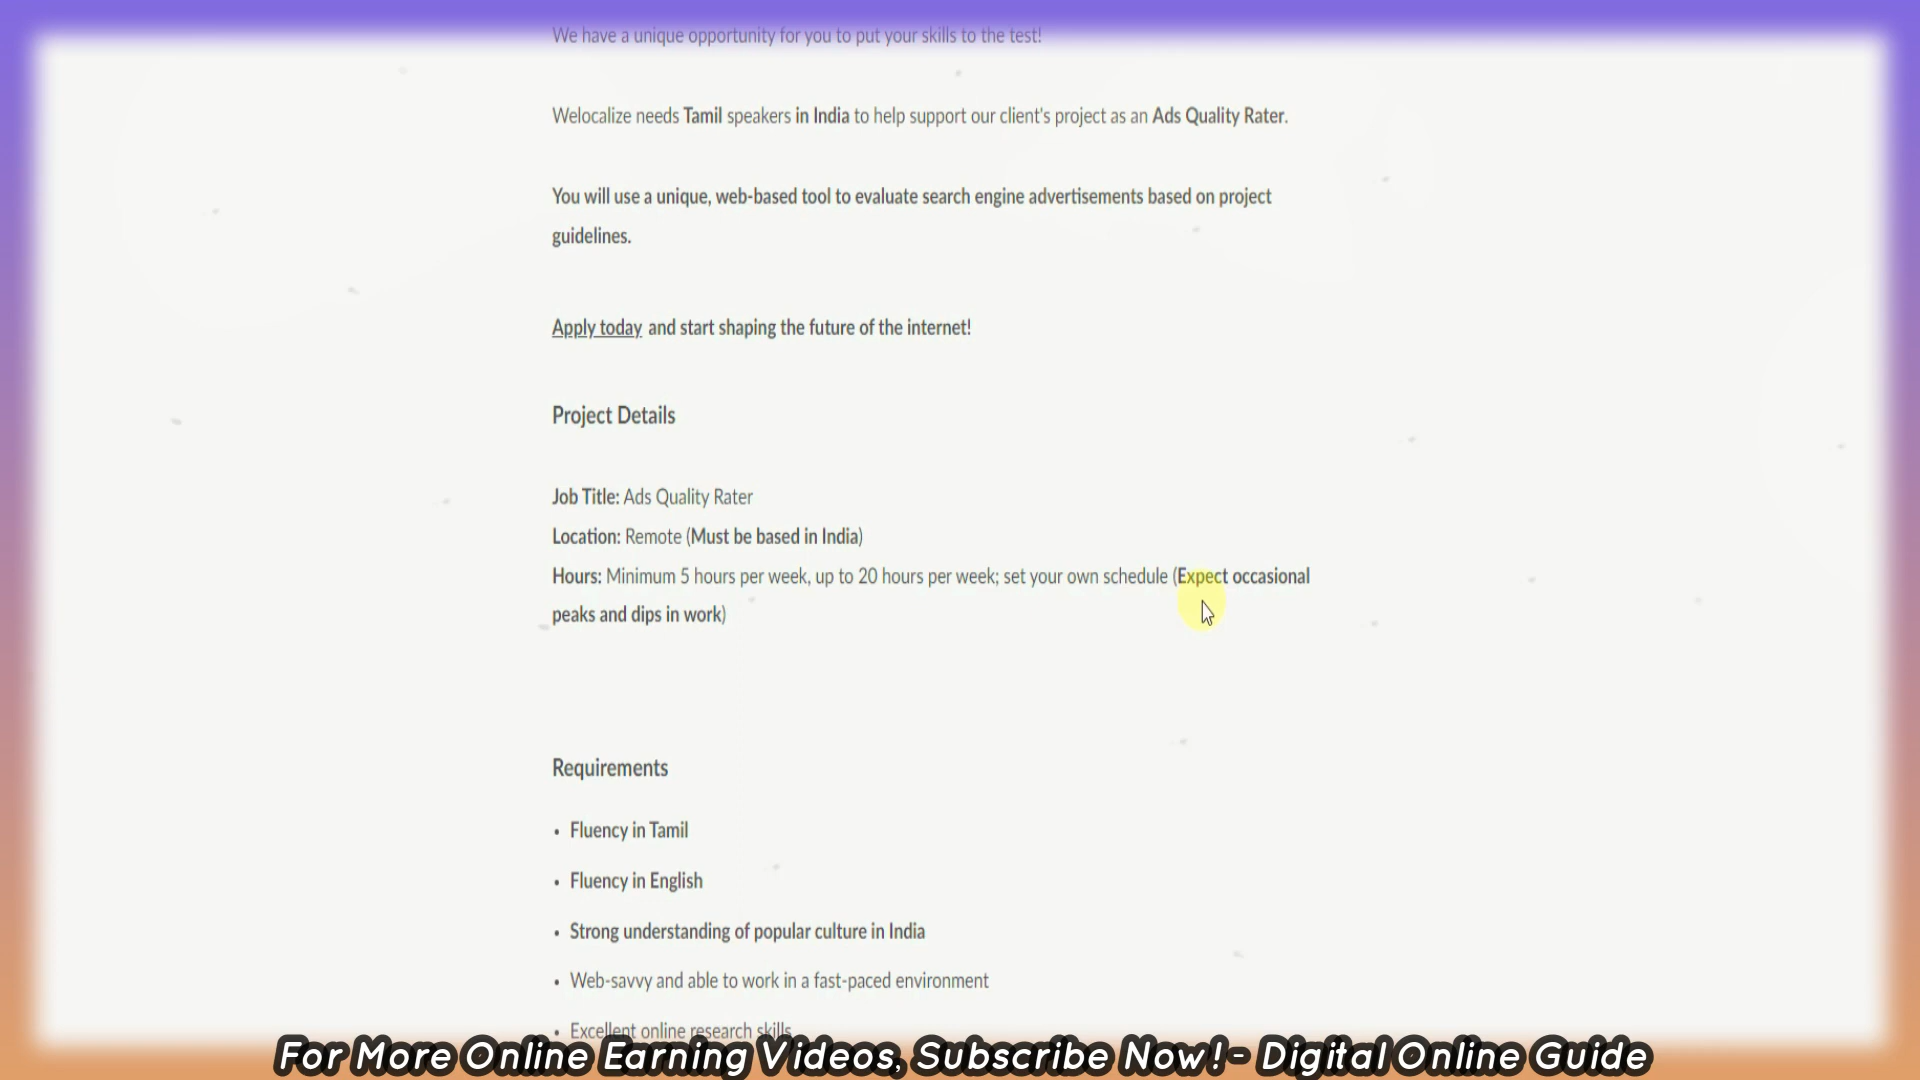 We have a unique opportunity for you to put your skills to the test!
Welocalize needs Tamil speakers in India to help support our client's project as an Ads Quality Rater.
You will use a unique, web-based tool to evaluate search engine advertisements based on project
guidelines.
Apply today and start shaping the future of the internet!
Project Details
Job Title: Ads Quality Rater
Location: Remote (Must be based in India)
Hours: Minimum 5 hours per week, up to 20 hours per week; set your own schedule (Expect occasional
peaks and dips in work)
Requirements
• Fluency in Tamil
• Fluency in English
• Strong understanding of popular culture in India
• Web-savvy and able to work in a fast-paced environment
• Excellent online research skills
For More Online Earning Videos, Subscribe Now! - Digital Online Guide